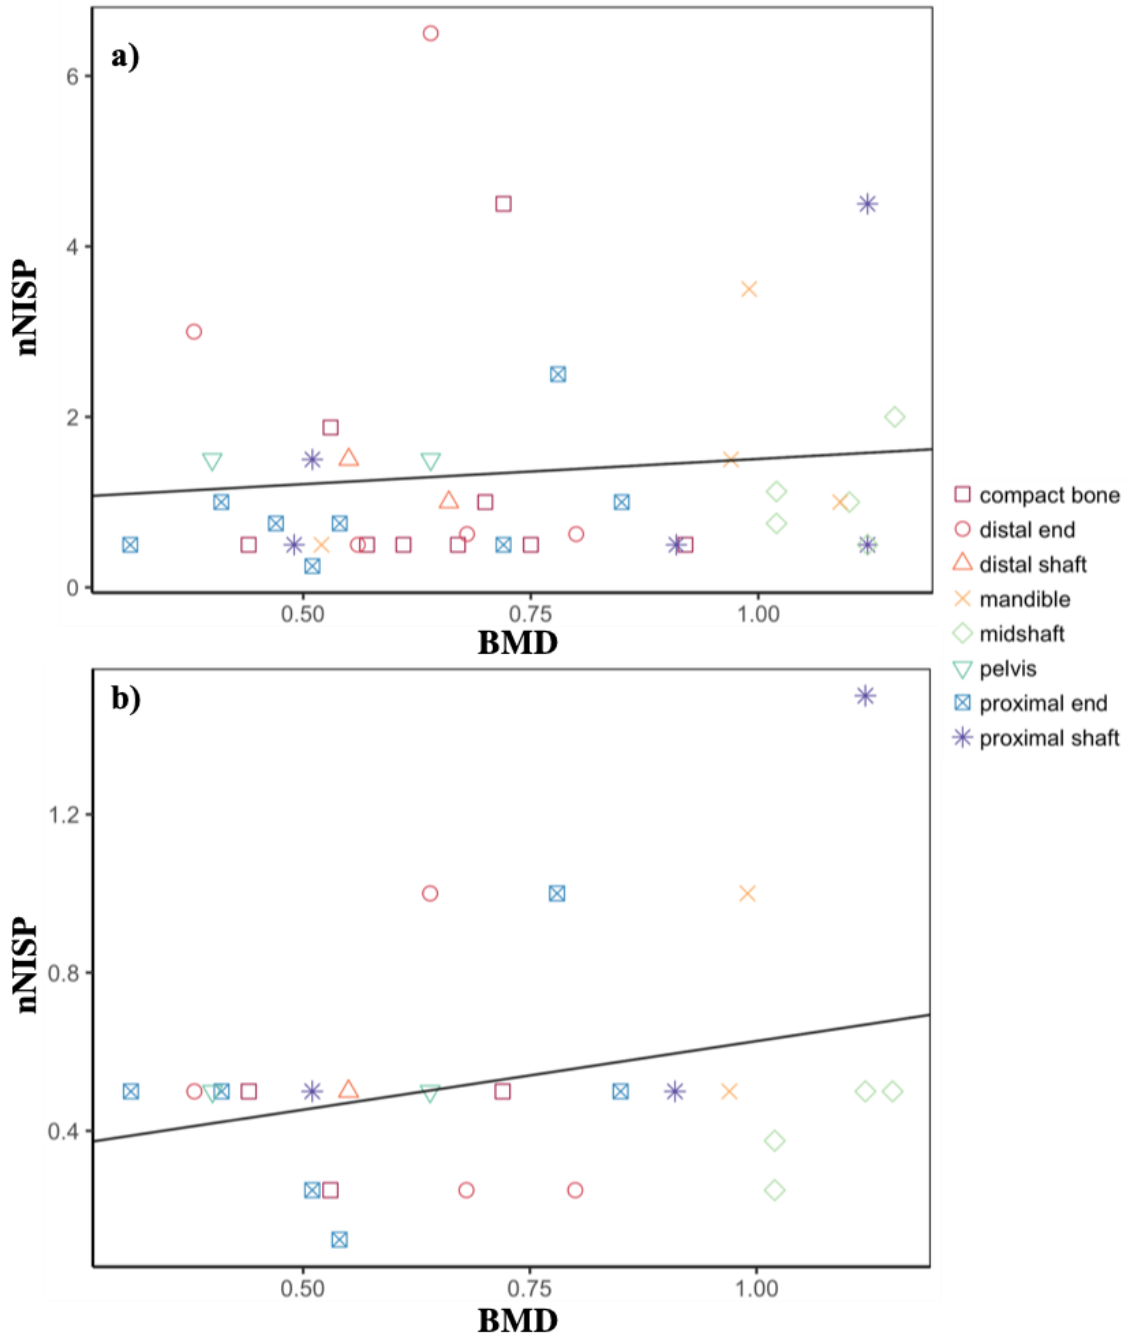 a)
6
4
2
0
nNISP
0.50 0.75 1.00
BMD
compact bone
distal end
distal shaft
mandible
midshaft
pelvis
proximal end
proximal shaft
b)
1.2
0.8
0.4
nNISP
0.50 0.75 1.00
BMD